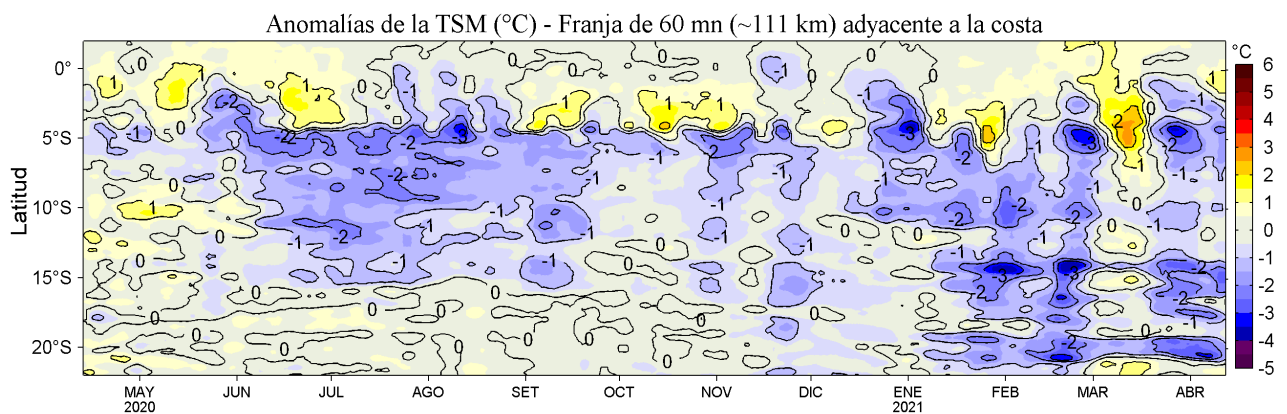 Anomalías de la TSM (°C) - Franja de 60 mn (~111 km) adyacente a la costa
°C
Latitud
0°
5°S
10°S
15°S
20°S
6
5
4
3
2
1
0
-1
-2
-3
-4
-5
MAY JUN JUL AGO SET OCT NOV DIC ENE FEB MAR ABR
2020 2021